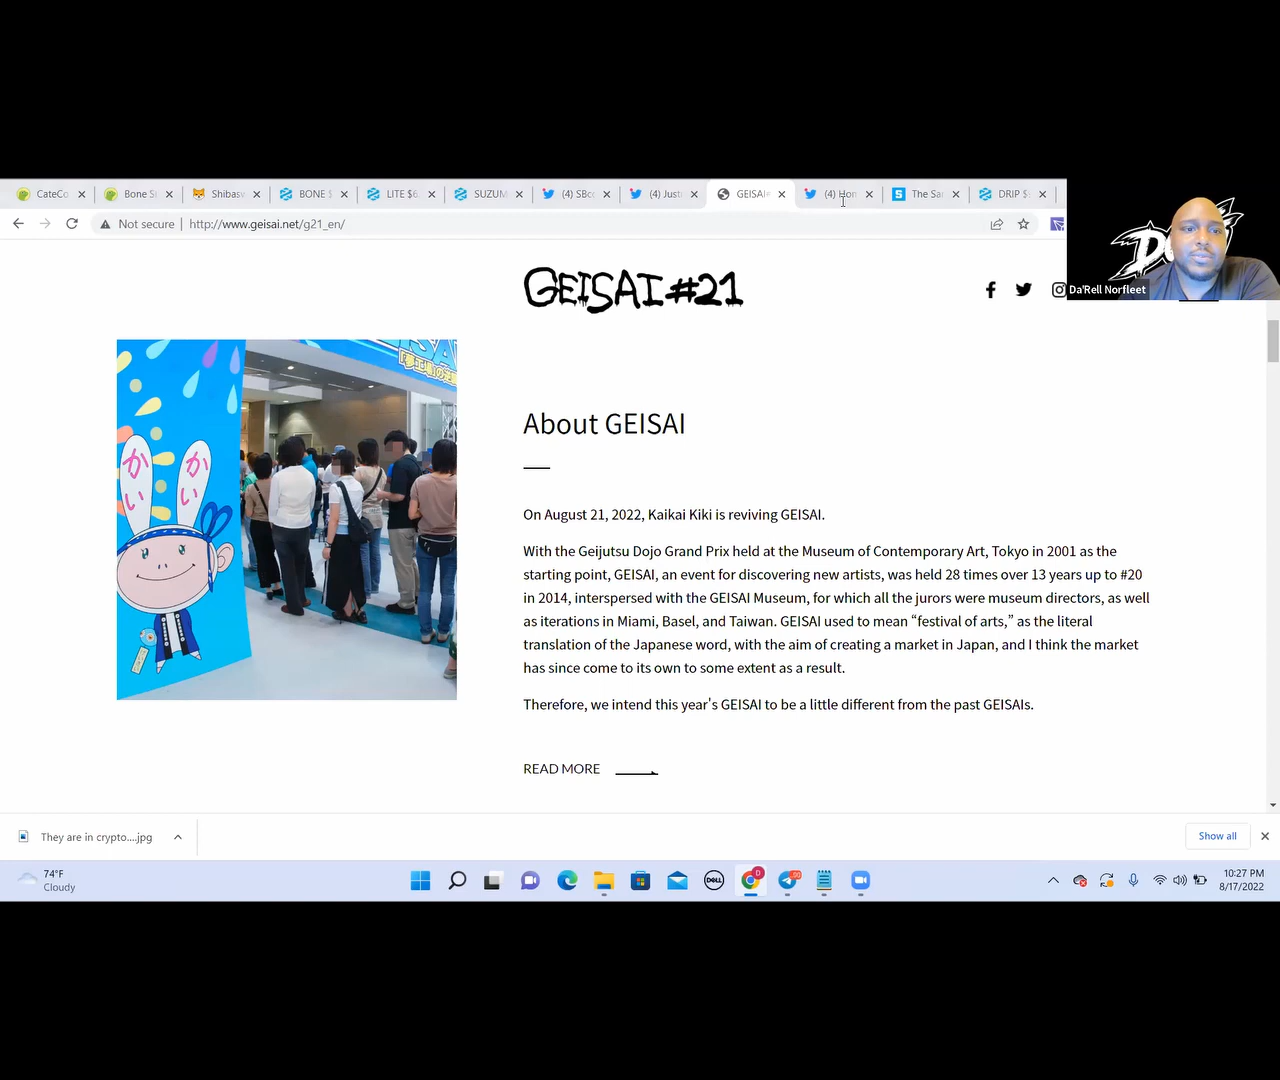 CateCo
Bone S
Shibasw
BONE $
LITE $6.
SUZUM
(4) SBcc
(4) Just
GEISAI
(4) Hon
The Sar
DRIP $
Not secure
http://www.geisai.net/g21_en/
GEISAI #21
Da'Rell Norfleet
かい
かい
About GEISAI
On August 21, 2022, Kaikai Kiki is reviving GEISAI.
With the Geijutsu Dojo Grand Prix held at the Museum of Contemporary Art, Tokyo in 2001 as the
starting point, GEISAI, an event for discovering new artists, was held 28 times over 13 years up to #20
in 2014, interspersed with the GEISAI Museum, for which all the jurors were museum directors, as well
as iterations in Miami, Basel, and Taiwan. GEISAI used to mean “festival of arts,” as the literal
translation of the Japanese word, with the aim of creating a market in Japan, and I think the market
has since come to its own to some extent as a result.
Therefore, we intend this year's GEISAI to be a little different from the past GEISAIs.
READ MORE
They are in crypto....jpg
Show all
74°F
Cloudy
DELL
10:27 PM
8/17/2022